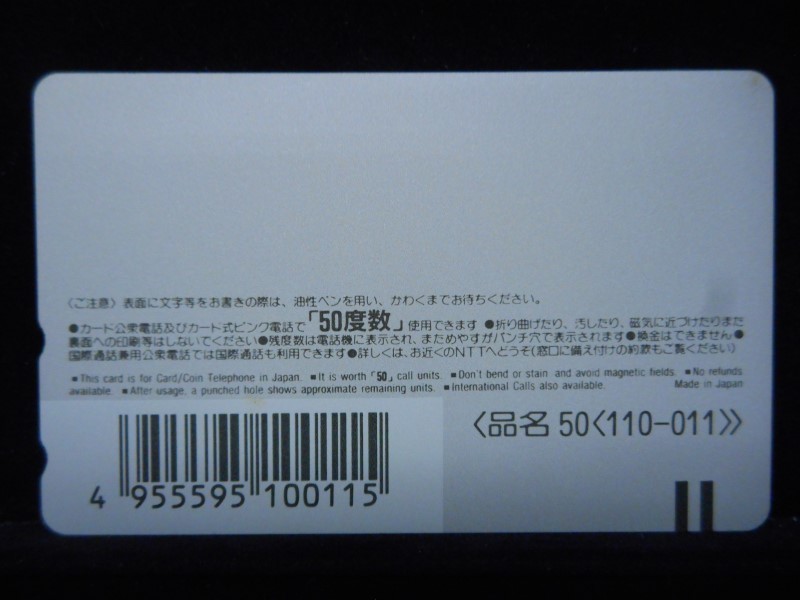 〈ご注意〉表面に文字等をお書きの際は、油性ペンを用い、かわくまでお待ちください。
●カード公衆電話及びカード式ピンク電話で「50度数」使用できます ●折り曲げたり、汚したり、磁気に近づけたりまた
裏面への印刷等はしないでください●残度数は電話機に表示され、まためやすがパンチ穴で表示されます●換金はできません●
国際通話兼用公衆電話では国際通話も利用できます●詳しくは、お近くのNTTへどうぞ(窓口に備え付けの約款もご覧ください)
■This card is for Card/Coin Telephone in Japan. ■It is worth「50」call units. ■Don't bend or stain and avoid magnetic fields. ■No refunds
available. ■After usage, a punched hole shows approximate remaining units. ■International Calls also available. Made in Japan
〈品名 50〈110-011〉〉
4 955595 100115